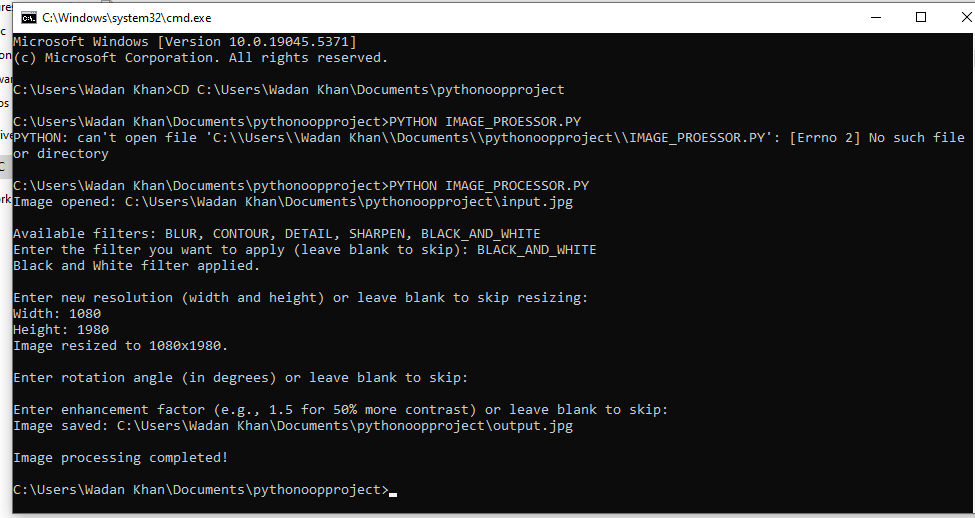 C:\Windows\system32\cmd.exe
Microsoft Windows [Version 10.0.19045.5371]
(c) Microsoft Corporation. All rights reserved.
C:\Users\Wadan Khan>CD C:\Users\Wadan Khan\Documents\pythonoopproject
C:\Users\Wadan Khan\Documents\pythonoopproject>PYTHON IMAGE_PROESSOR.PY
PYTHON: can't open file 'C:\\Users\\Wadan Khan\\Documents\\pythonoopproject\\IMAGE_PROESSOR.PY': [Errno 2] No such file
or directory
C:\Users\Wadan Khan\Documents\pythonoopproject>PYTHON IMAGE_PROCESSOR.PY
Image opened: C:\Users\Wadan Khan\Documents\pythonoopproject\input.jpg
Available filters: BLUR, CONTOUR, DETAIL, SHARPEN, BLACK_AND_WHITE
Enter the filter you want to apply (leave blank to skip): BLACK_AND_WHITE
Black and White filter applied.
Enter new resolution (width and height) or leave blank to skip resizing:
Width: 1080
Height: 1980
Image resized to 1080x1980.
Enter rotation angle (in degrees) or leave blank to skip:
Enter enhancement factor (e.g., 1.5 for 50% more contrast) or leave blank to skip:
Image saved: C:\Users\Wadan Khan\Documents\pythonoopproject\output.jpg
Image processing completed!
C:\Users\Wadan Khan\Documents\pythonoopproject>